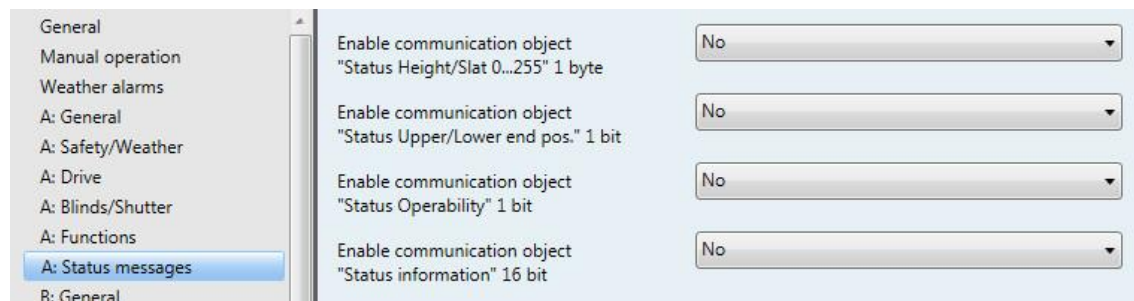 General
Manual operation
Weather alarms
A: General
A: Safety/Weather
A: Drive
A: Blinds/Shutter
A: Functions
A: Status messages
B: General
Enable communication object
"Status Height/Slat 0...255" 1 byte
No
Enable communication object
"Status Upper/Lower end pos." 1 bit
No
Enable communication object
"Status Operability" 1 bit
No
Enable communication object
"Status information" 16 bit
No